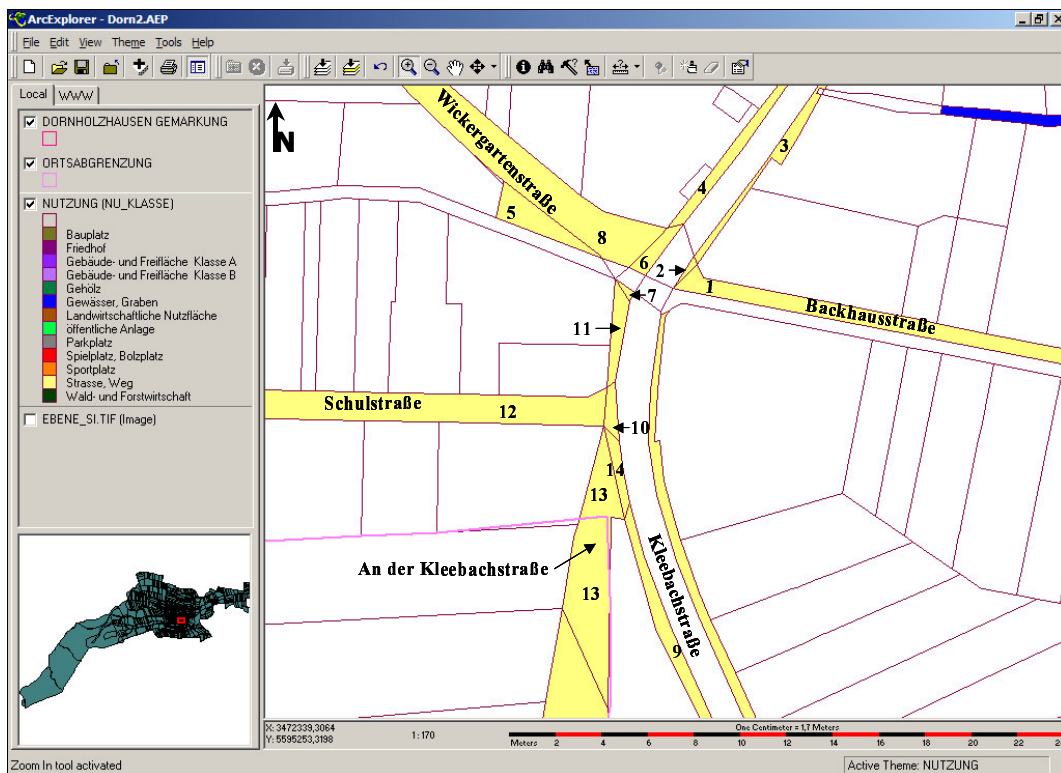 ArcExplorer - Dorn2.AEP
File Edit View Theme Tools Help
Local WWW
DORNHOLZHAUSEN GEMARKUNG
ORTSABGRENZUNG
NUTZUNG (NU_KLASSE)
Bauplatz
Friedhof
Gebäude- und Freifläche Klasse A
Gebäude- und Freifläche Klasse B
Gehölz
Gewässer, Graben
Landwirtschaftliche Nutzfläche
öffentliche Anlage
Parkplatz
Spielplatz, Bolzplatz
Sportplatz
Strasse, Weg
Wald- und Forstwirtschaft
EBENE_SI.TIF (Image)
N
Wickergartenstraße
3
4
5
8
6
2
1
7
Backhausstraße
11
Schulstraße
12
10
14
13
An der Kleebachstraße
13
Kleebachstraße
9
X: 3472339,3064
Y: 5595253,3198
1:170
One Centimeter = 1,7 Meters
Meters 2 4 6 8 10 12 14 16 18 20 22
Zoom In tool activated
Active Theme: NUTZUNG